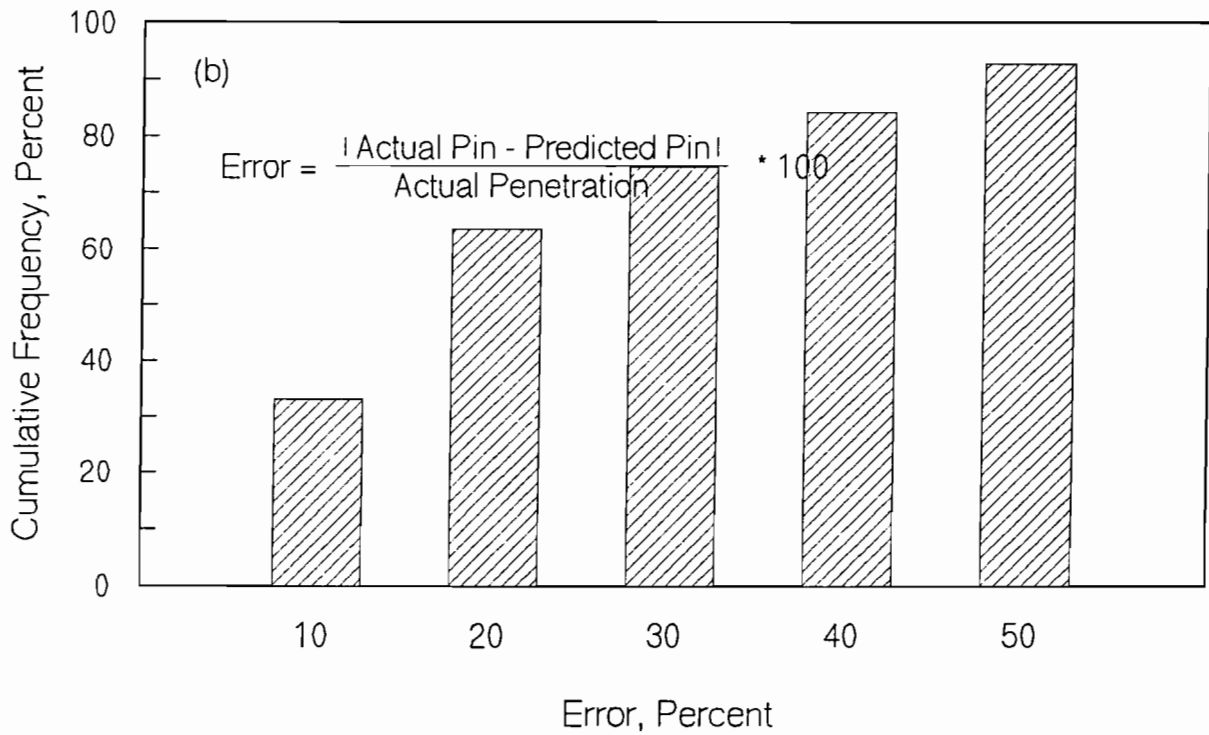 100
80
60
40
20
0
Cumulative Frequency, Percent
(b)
Error = | Actual Pin - Predicted Pin| * 100
Actual Penetration
10 20 30 40 50
Error, Percent